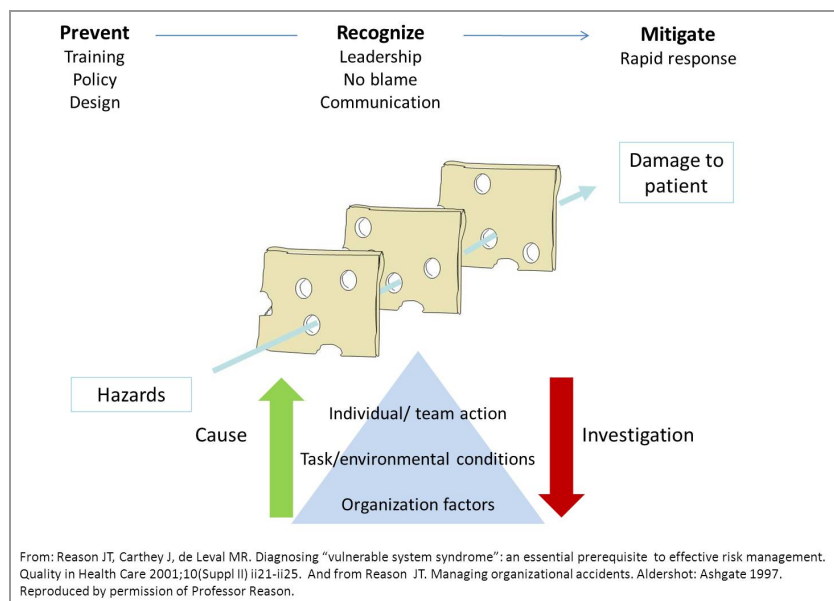 Prevent
Training
Policy
Design
Recognize
Leadership
No blame
Communication
Mitigate
Rapid response
Damage to
patient
Hazards
Cause
Individual/ team action
Task/environmental conditions
Organization factors
Investigation
From: Reason JT, Carthey J, de Leval MR. Diagnosing “vulnerable system syndrome”: an essential prerequisite to effective risk management.
Quality in Health Care 2001;10(Suppl II) ii21-ii25. And from Reason JT. Managing organizational accidents. Aldershot: Ashgate 1997.
Reproduced by permission of Professor Reason.